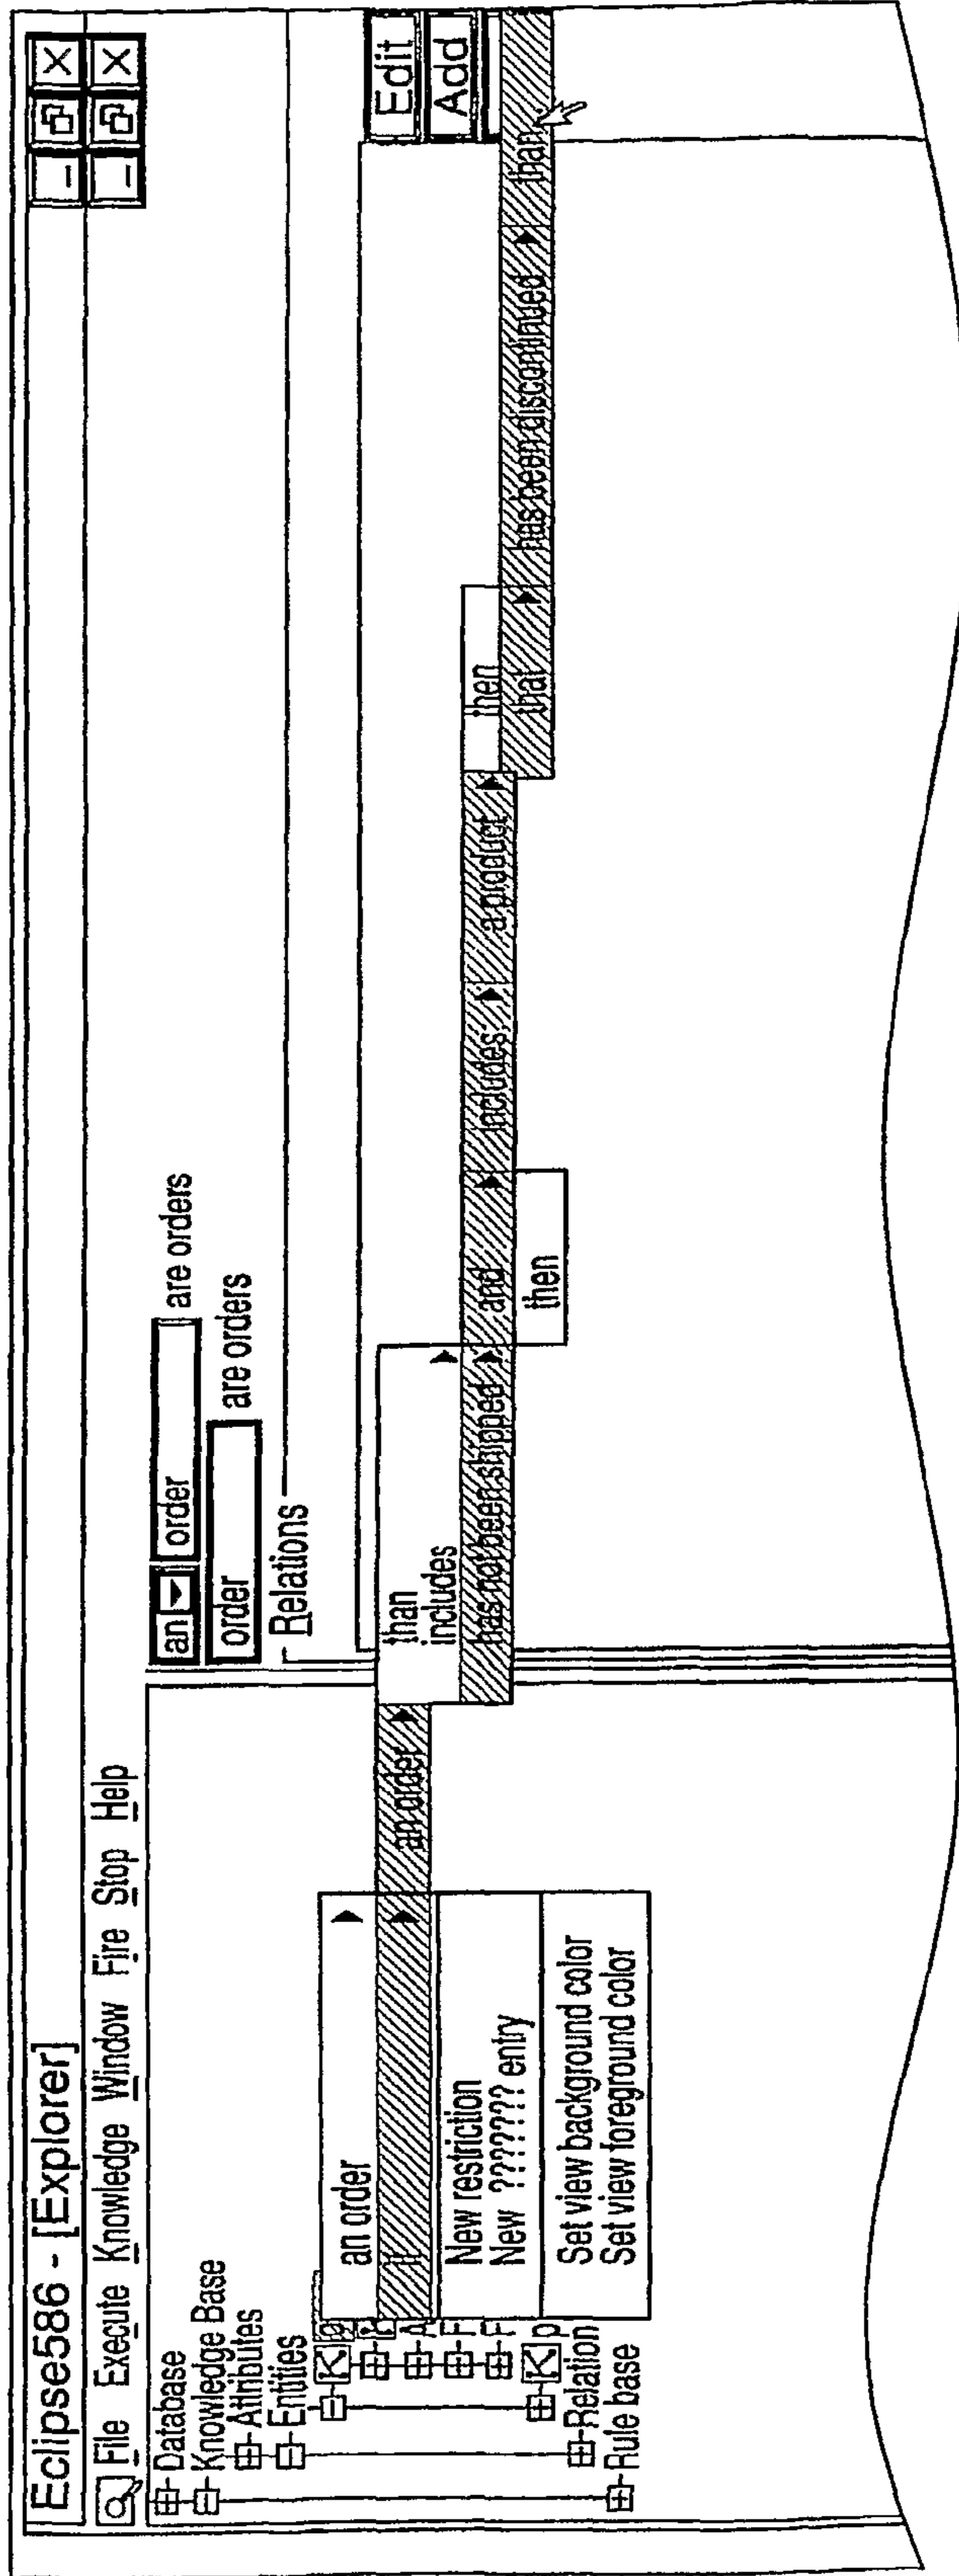 Eclipse586 - [Explorer]
File Execute Knowledge Window Fire Stop Help
Database
Knowledge Base
Attributes
Entities
Relation
Rule base
an order
an order
New restriction
New ??????? entry
Set view background color
Set view foreground color
an order are orders
order are orders
Relations
than
includes
has not been shipped and includes a product then
then
that has been discontinued than
Edit
Add